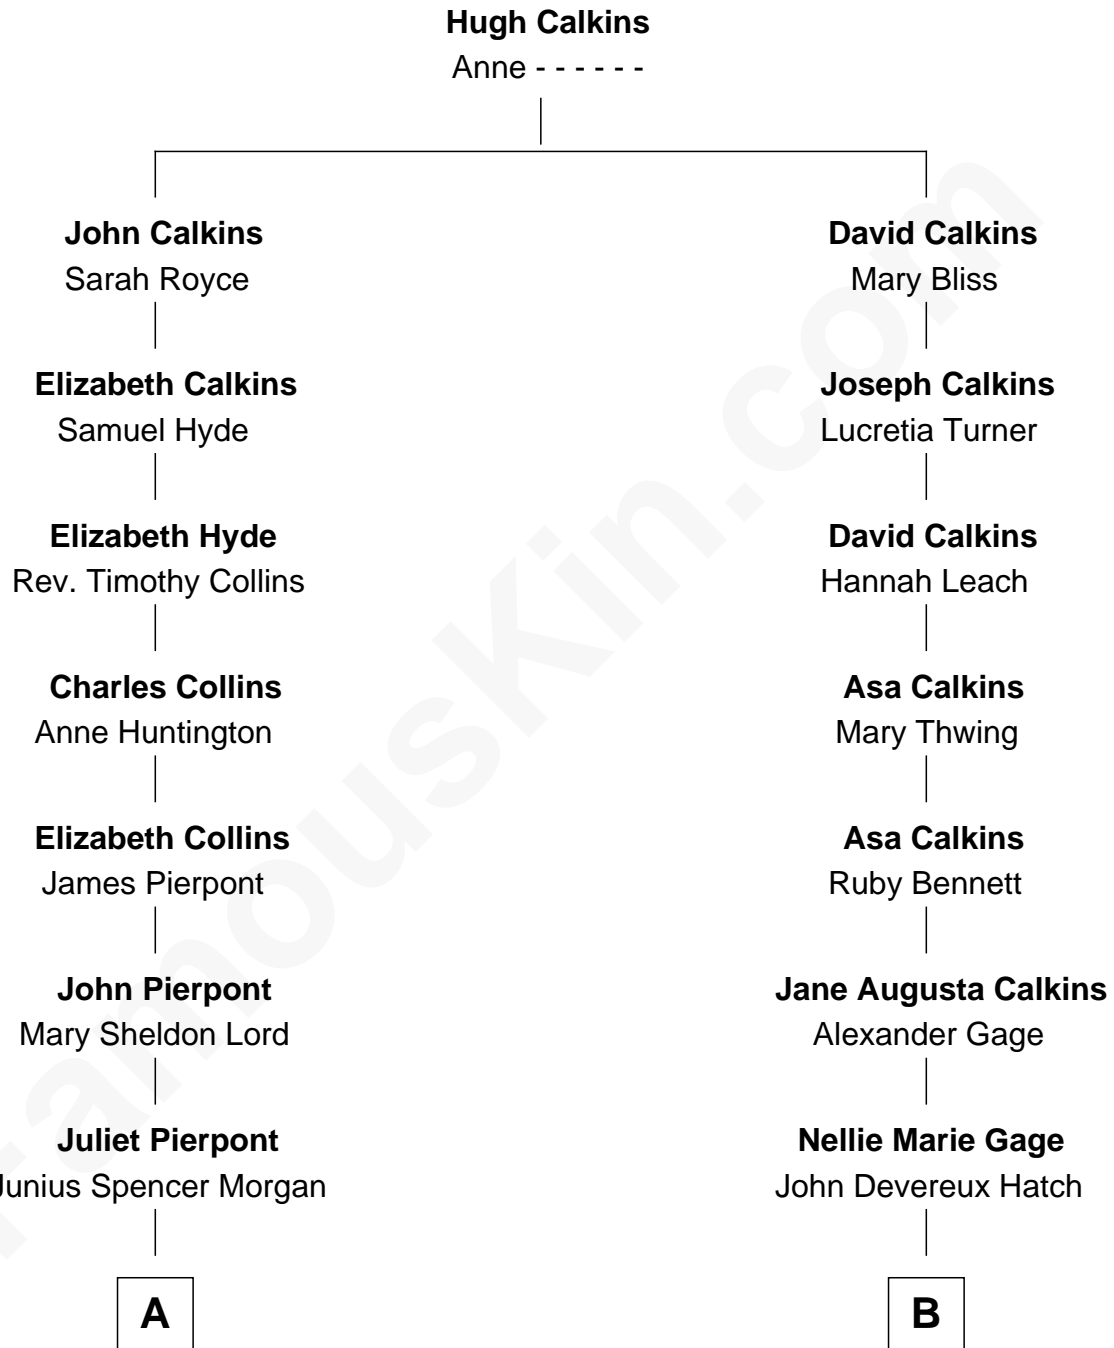 Hugh Calkins
Anne - - - - - -
John Calkins
Sarah Royce
David Calkins
Mary Bliss
Elizabeth Calkins
Samuel Hyde
Joseph Calkins
Lucretia Turner
Elizabeth Hyde
Rev. Timothy Collins
David Calkins
Hannah Leach
Charles Collins
Anne Huntington
Asa Calkins
Mary Thwing
Elizabeth Collins
James Pierpont
Asa Calkins
Ruby Bennett
John Pierpont
Mary Sheldon Lord
Jane Augusta Calkins
Alexander Gage
Juliet Pierpont
Junius Spencer Morgan
Nellie Marie Gage
John Devereux Hatch
A
B
FamousKin.com